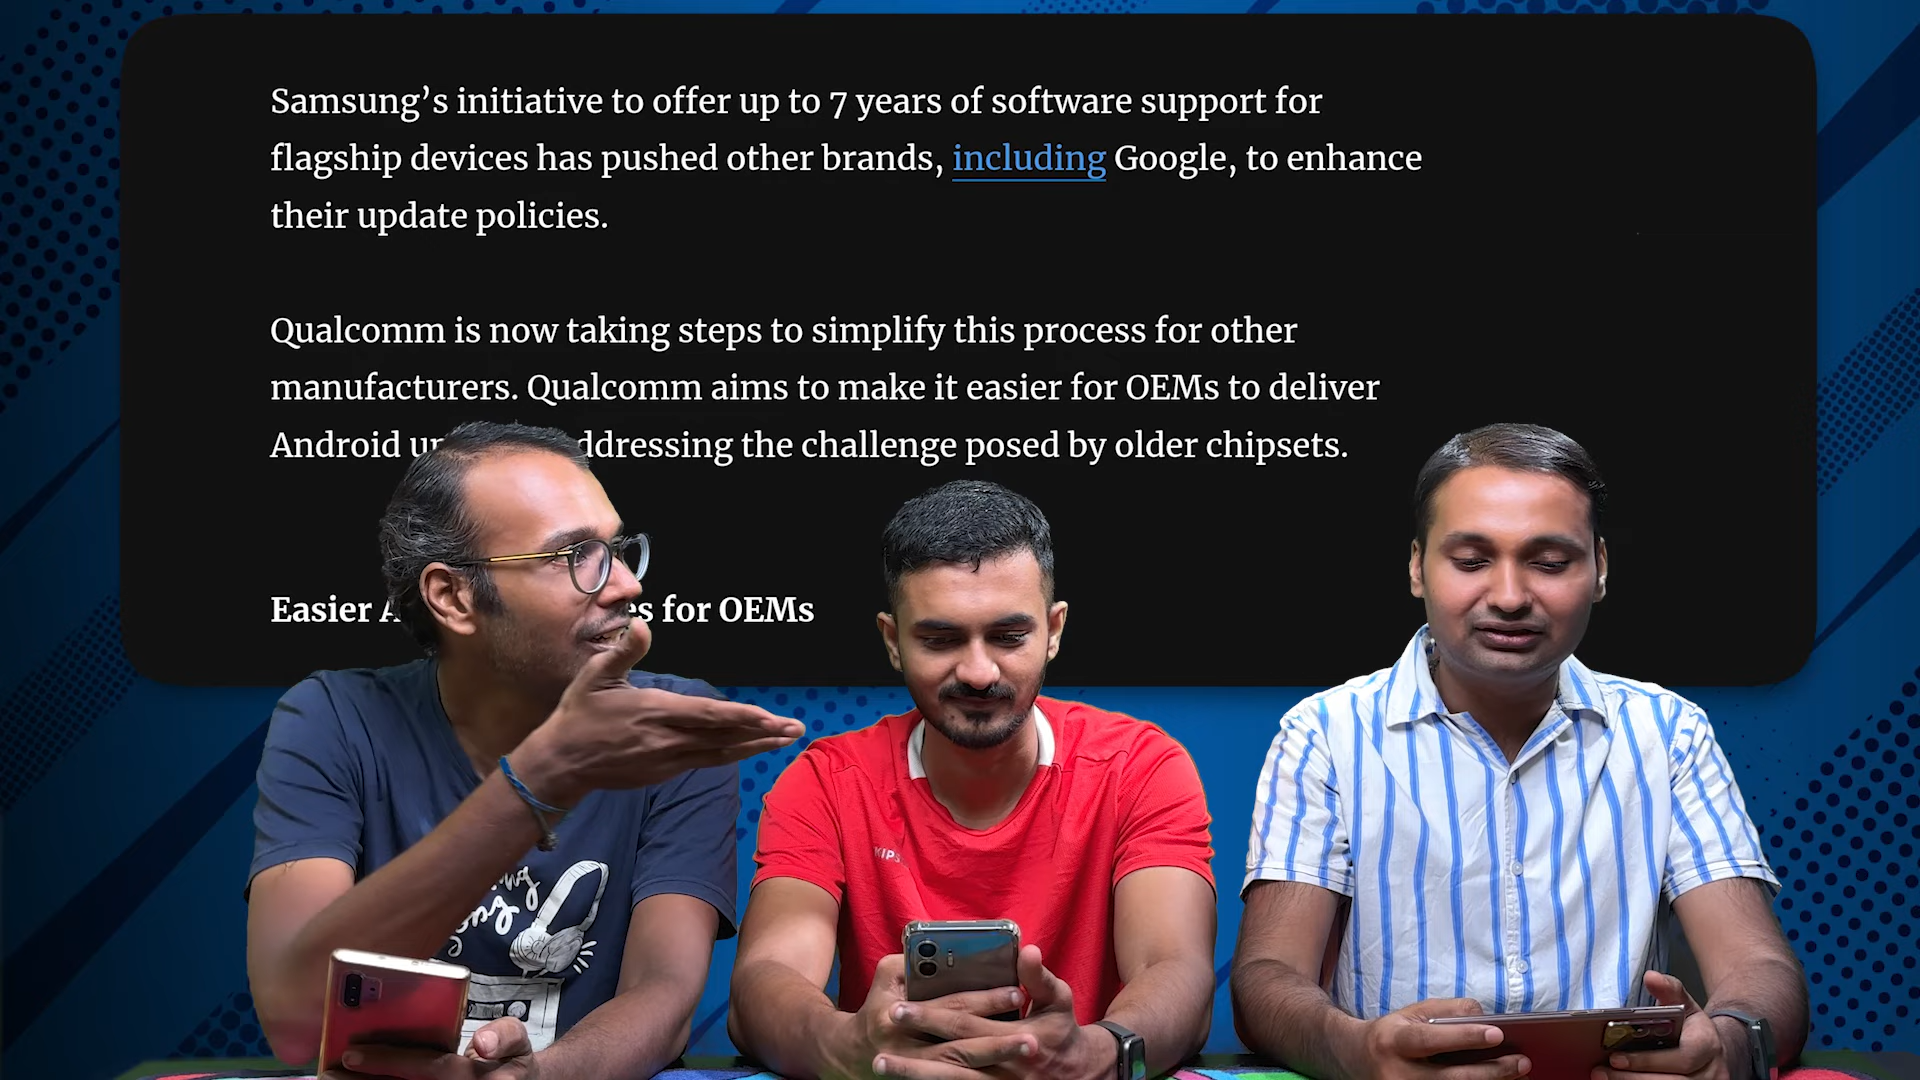 Samsung’s initiative to offer up to 7 years of software support for
flagship devices has pushed other brands, including Google, to enhance
their update policies.
Qualcomm is now taking steps to simplify this process for other
manufacturers. Qualcomm aims to make it easier for OEMs to deliver
Android addressing the challenge posed by older chipsets.
Easier for OEMs